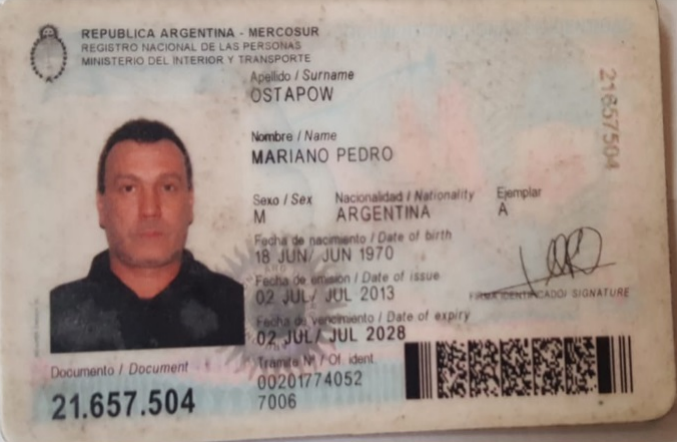 REPUBLICA ARGENTINA - MERCOSUR
REGISTRO NACIONAL DE LAS PERSONAS
MINISTERIO DEL INTERIOR Y TRANSPORTE
Apellido / Surname
OSTAPOW
Nombre / Name
MARIANO PEDRO
Sexo / Sex Nacionalidad / Nationality Ejemplar
M ARGENTINA A
Fecha de nacimiento / Date of birth
18 JUN/ JUN 1970
Fecha de emisión / Date of issue
02 JUL/ JUL 2013
FIRMA IDENTIFICADO/ SIGNATURE
Fecha de vencimiento / Date of expiry
02 JUL/ JUL 2028
Documento / Document
21.657.504
Trámite Nº / Of. ident.
00201774052
7006
21657504